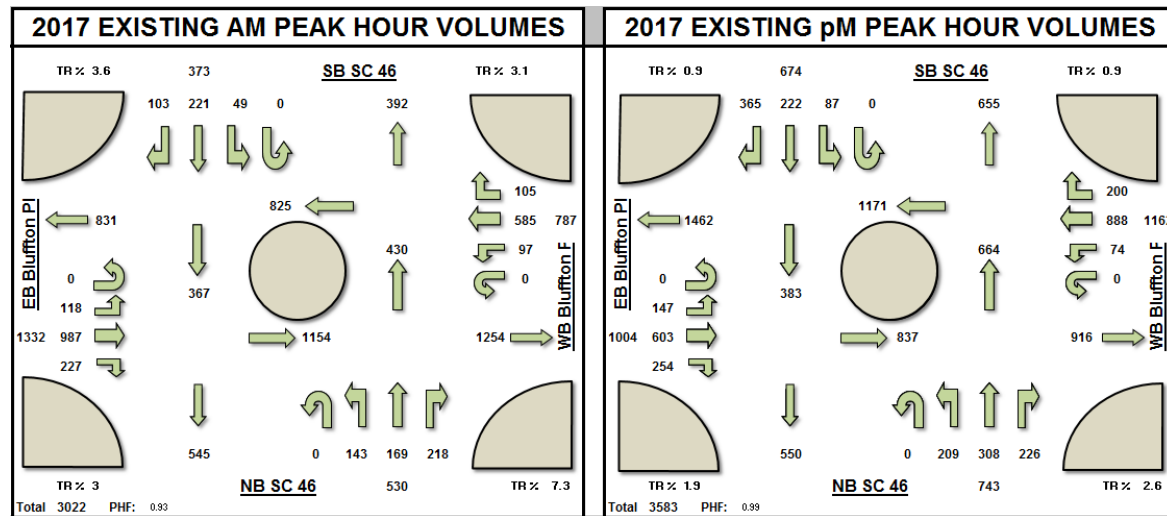 2017 EXISTING AM PEAK HOUR VOLUMES
TR % 3.6
373
SB SC 46
TR % 3.1
103 221 49 0
392
105
825
585 787
EB Bluffton Pl
831
97
430
0
0
367
118
WB Bluffton F
1332 987
1154
1254
227
545
0 143 169 218
TR % 3
NB SC 46
530
TR % 7.3
Total 3022 PHF: 0.93
2017 EXISTING pM PEAK HOUR VOLUMES
TR % 0.9
674
SB SC 46
TR % 0.9
365 222 87 0
655
200
1171
888
EB Bluffton Pl
1462
74
664
0
0
383
147
WB Bluffton F
1004 603
837
916
254
550
0 209 308 226
TR % 1.9
NB SC 46
743
TR % 2.6
Total 3583 PHF: 0.99